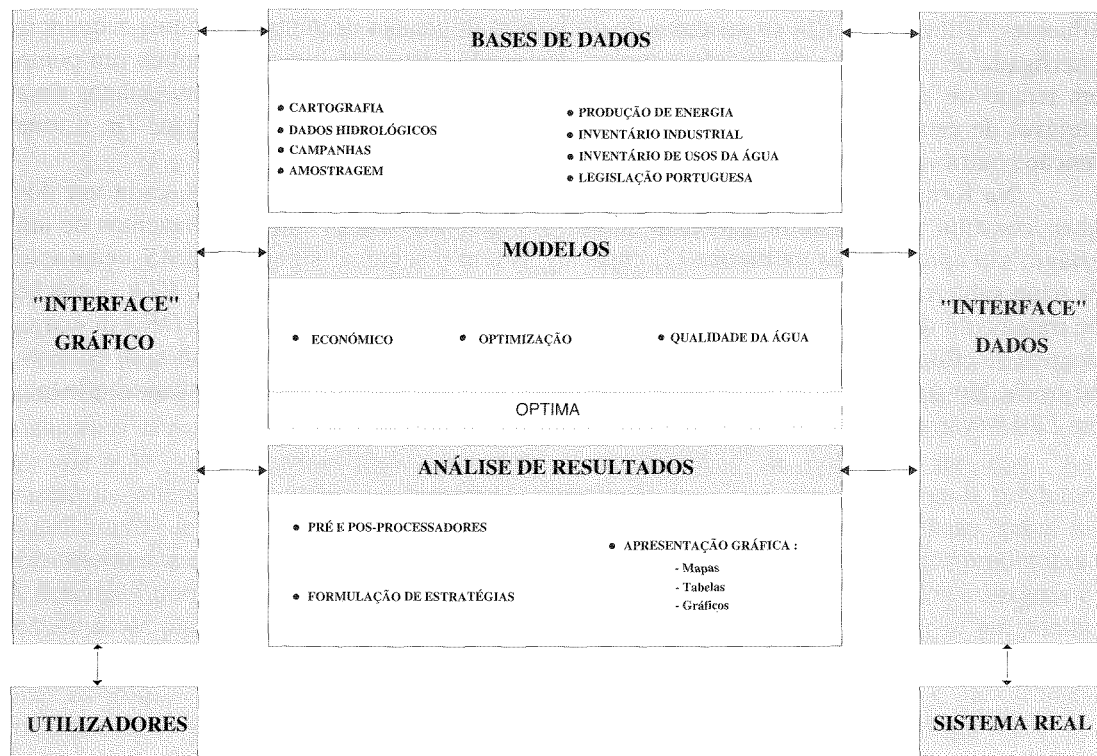 BASES DE DADOS
• CARTOGRAFIA
• DADOS HIDROLÓGICOS
• CAMPANHAS
• AMOSTRAGEM
• PRODUÇÃO DE ENERGIA
• INVENTÁRIO INDUSTRIAL
• INVENTÁRIO DE USOS DA ÁGUA
• LEGISLAÇÃO PORTUGUESA
"INTERFACE"
GRÁFICO
MODELOS
• ECONÓMICO
• OPTIMIZAÇÃO
• QUALIDADE DA ÁGUA
OPTIMA
"INTERFACE"
DADOS
ANÁLISE DE RESULTADOS
• PRÉ E POS-PROCESSADORES
• FORMULAÇÃO DE ESTRATÉGIAS
• APRESENTAÇÃO GRÁFICA :
- Mapas
- Tabelas
- Gráficos
UTILIZADORES
SISTEMA REAL